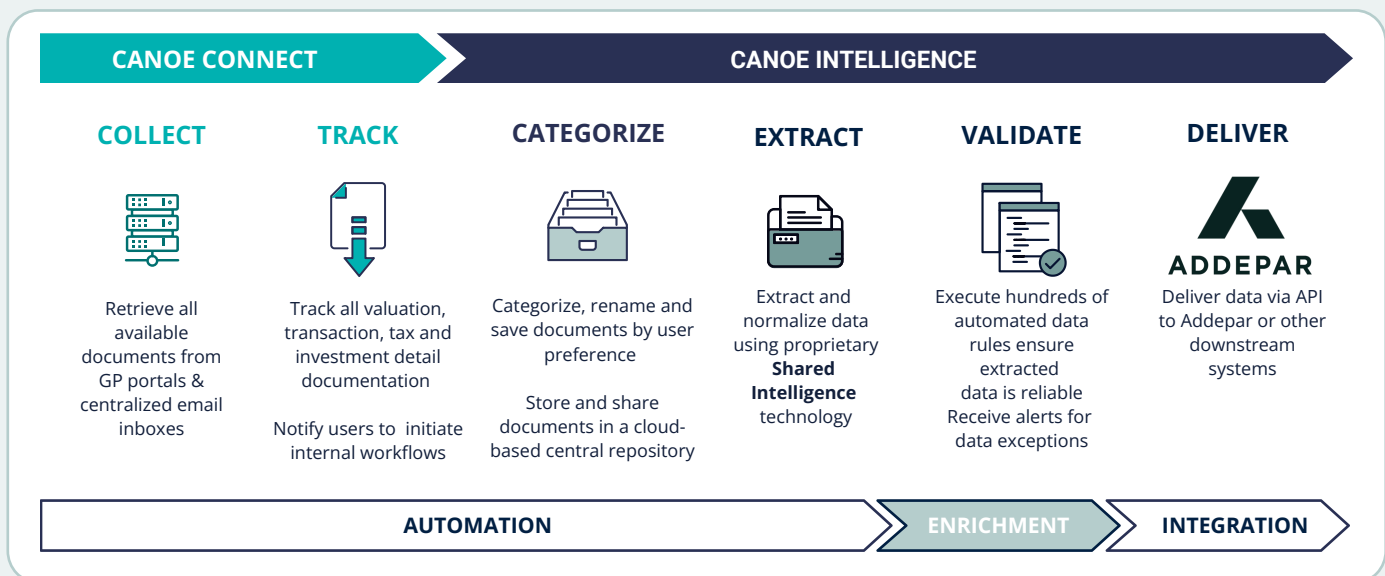 CANOE CONNECT
CANOE INTELLIGENCE
COLLECT
Retrieve all
available
documents from
GP portals &
centralized email
inboxes
TRACK
Track all valuation,
transaction, tax and
investment detail
documentation
Notify users to  initiate
internal workflows
CATEGORIZE
Categorize, rename and
save documents by user
preference
Store and share
documents in a cloud-
based central repository
EXTRACT
Extract and
normalize data
using proprietary
Shared
Intelligence
technology
VALIDATE
Execute hundreds of
automated data
rules ensure
extracted
data is reliable
Receive alerts for
data exceptions
DELIVER
ADDEPAR
Deliver data via API
to Addepar or other
downstream
systems
AUTOMATION
ENRICHMENT
INTEGRATION